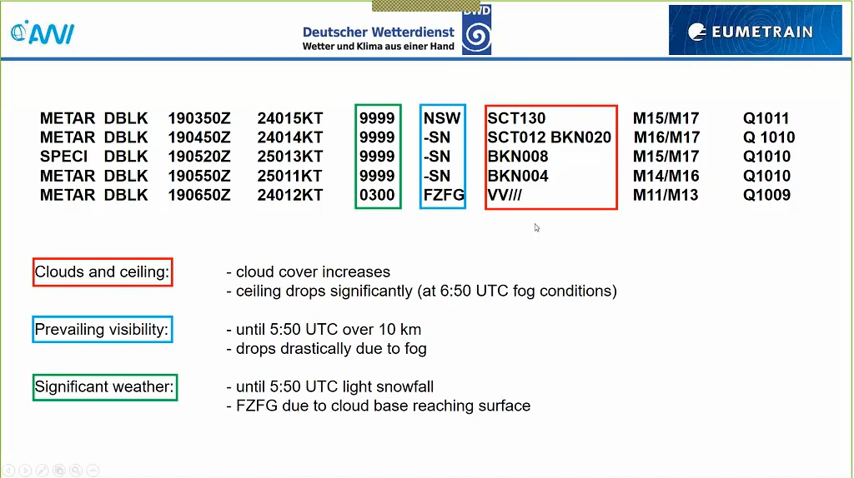 AWI
Deutscher Wetterdienst
Wetter und Klima aus einer Hand
DWD
EUMETRAIN
METAR DBLK 190350Z 24015KT 9999 NSW SCT130 M15/M17 Q1011
METAR DBLK 190450Z 24014KT 9999 -SN SCT012 BKN020 M16/M17 Q 1010
SPECI DBLK 190520Z 25013KT 9999 -SN BKN008 M15/M17 Q1010
METAR DBLK 190550Z 25011KT 9999 -SN BKN004 M14/M16 Q1010
METAR DBLK 190650Z 24012KT 0300 FZFG VV/// M11/M13 Q1009
Clouds and ceiling:
- cloud cover increases
- ceiling drops significantly (at 6:50 UTC fog conditions)
Prevailing visibility:
- until 5:50 UTC over 10 km
- drops drastically due to fog
Significant weather:
- until 5:50 UTC light snowfall
- FZFG due to cloud base reaching surface